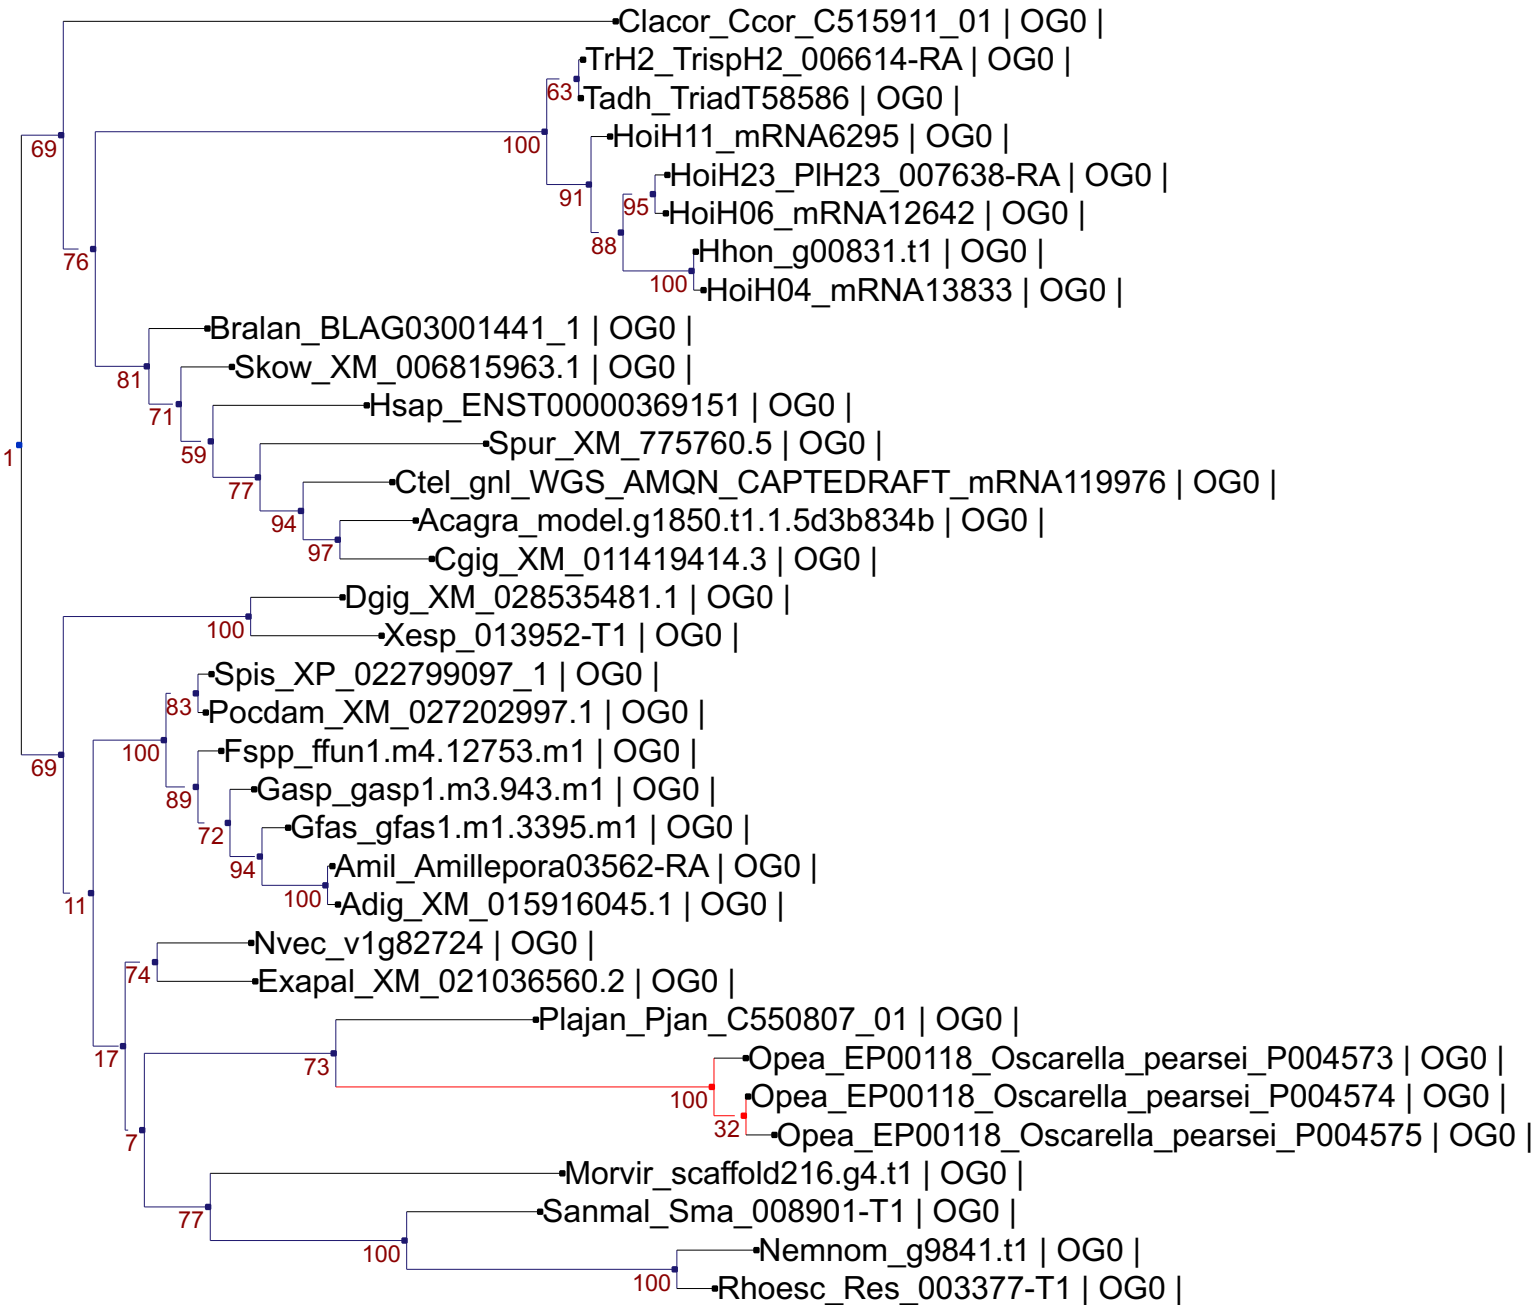 Clacor_Ccor_C515911_01 | OG0 |
TrH2_TrispH2_006614-RA | OG0 |
63
Tadh_TriadT58586 | OG0 |
HoiH11_mRNA6295 | OG0 |
100
69
HoiH23_PlH23_007638-RA | OG0 |
91
95
HoiH06_mRNA12642 | OG0 |
88
Hhon_g00831.t1 | OG0 |
76
100
HoiH04_mRNA13833 | OG0 |
Bralan_BLAG03001441_1 | OG0 |
Skow_XM_006815963.1 | OG0 |
81
Hsap_ENST00000369151 | OG0 |
71
Spur_XM_775760.5 | OG0 |
59
1
Ctel_gnl_WGS_AMQN_CAPTEDRAFT_mRNA119976 | OG0 |
77
Acagra_model.g1850.t1.1.5d3b834b | OG0 |
94
97
Cgig_XM_011419414.3 | OG0 |
Dgig_XM_028535481.1 | OG0 |
100
Xesp_013952-T1 | OG0 |
Spis_XP_022799097_1 | OG0 |
83
Pocdam_XM_027202997.1 | OG0 |
100
Fspp_ffun1.m4.12753.m1 | OG0 |
69
Gasp_gasp1.m3.943.m1 | OG0 |
89
Gfas_gfas1.m1.3395.m1 | OG0 |
72
Amil_Amillepora03562-RA | OG0 |
94
100
Adig_XM_015916045.1 | OG0 |
11
Nvec_v1g82724 | OG0 |
74
Exapal_XM_021036560.2 | OG0 |
Plajan_Pjan_C550807_01 | OG0 |
17
Opea_EP00118_Oscarella_pearsei_P004573 | OG0 |
73
Opea_EP00118_Oscarella_pearsei_P004574 | OG0 |
100
32
Opea_EP00118_Oscarella_pearsei_P004575 | OG0 |
7
Morvir_scaffold216.g4.t1 | OG0 |
Sanmal_Sma_008901-T1 | OG0 |
77
Nemnom_g9841.t1 | OG0 |
100
100
Rhoesc_Res_003377-T1 | OG0 |